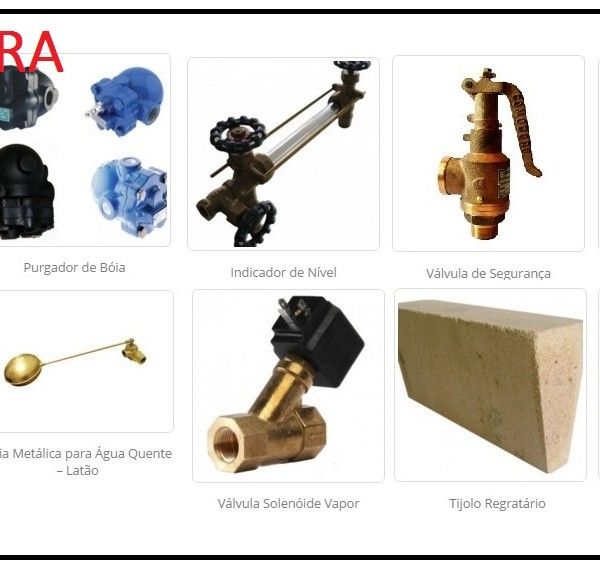 RA
Purgador de Bóia
Indicador de Nível
Válvula de Segurança
ia Metálica para Água Quente
– Latão
Válvula Solenóide Vapor
Tijolo Regratário